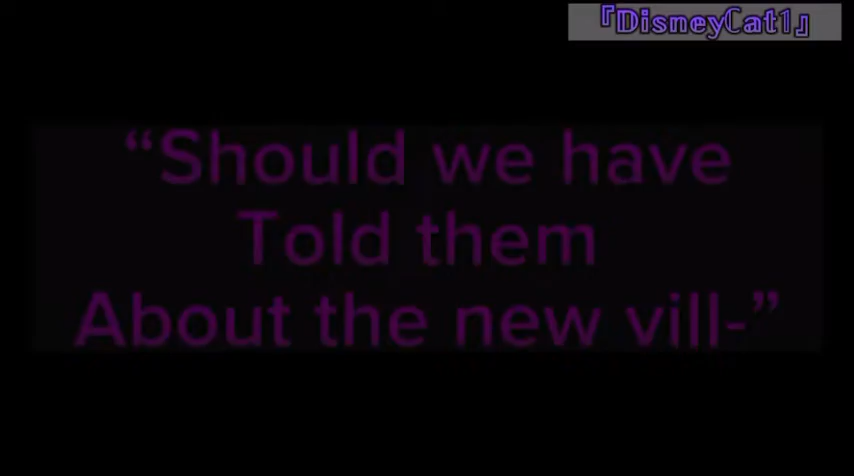 『DisneyCat1』
“Should we have
Told them
About the new vill-”